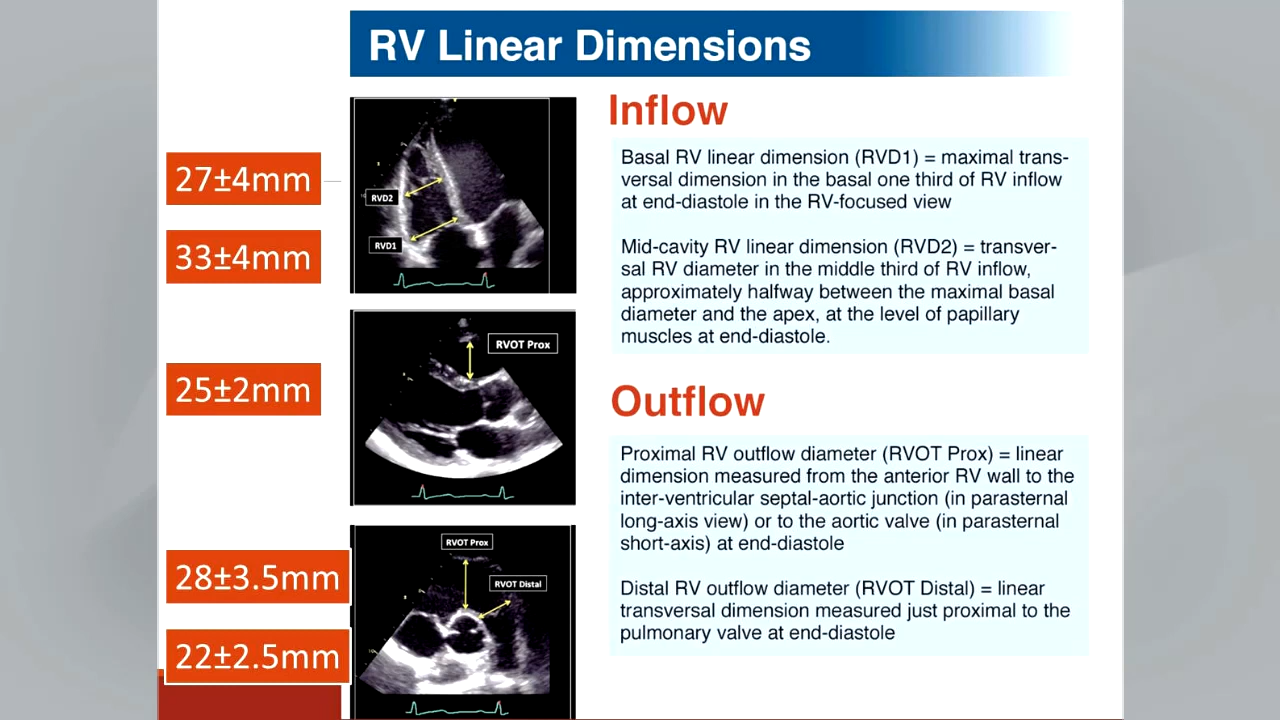 RV Linear Dimensions
27±4mm
33±4mm
25±2mm
28±3.5mm
22±2.5mm
RVD2
RVD1
RVOT Prox
RVOT Prox
RVOT Distal
Inflow
Basal RV linear dimension (RVD1) = maximal trans-
versal dimension in the basal one third of RV inflow
at end-diastole in the RV-focused view
Mid-cavity RV linear dimension (RVD2) = transver-
sal RV diameter in the middle third of RV inflow,
approximately halfway between the maximal basal
diameter and the apex, at the level of papillary
muscles at end-diastole.
Outflow
Proximal RV outflow diameter (RVOT Prox) = linear
dimension measured from the anterior RV wall to the
inter-ventricular septal-aortic junction (in parasternal
long-axis view) or to the aortic valve (in parasternal
short-axis) at end-diastole
Distal RV outflow diameter (RVOT Distal) = linear
transversal dimension measured just proximal to the
pulmonary valve at end-diastole